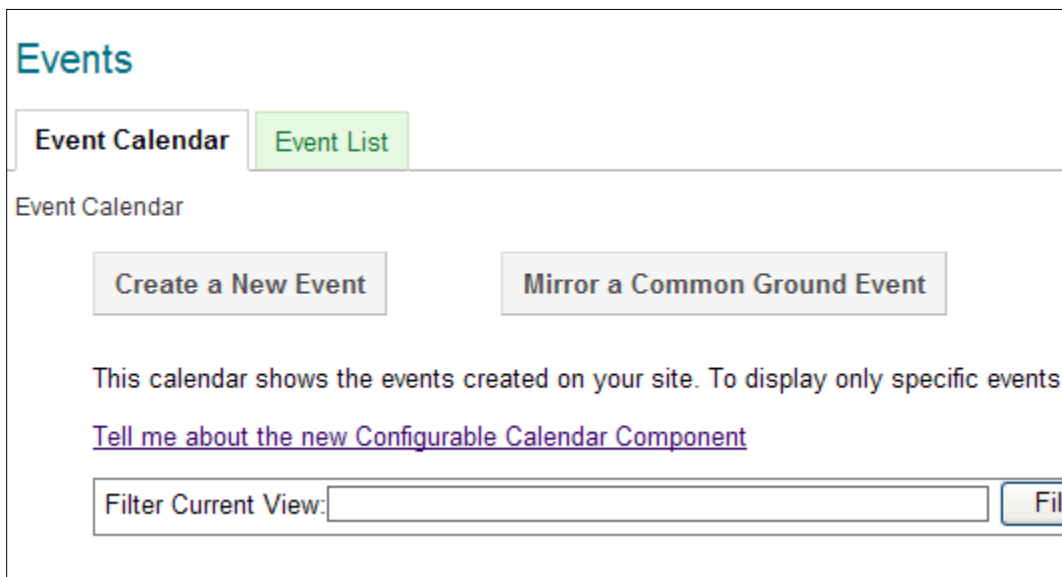 Events
Event Calendar Event List
Event Calendar
Create a New Event Mirror a Common Ground Event
This calendar shows the events created on your site. To display only specific events
Tell me about the new Configurable Calendar Component
Filter Current View: